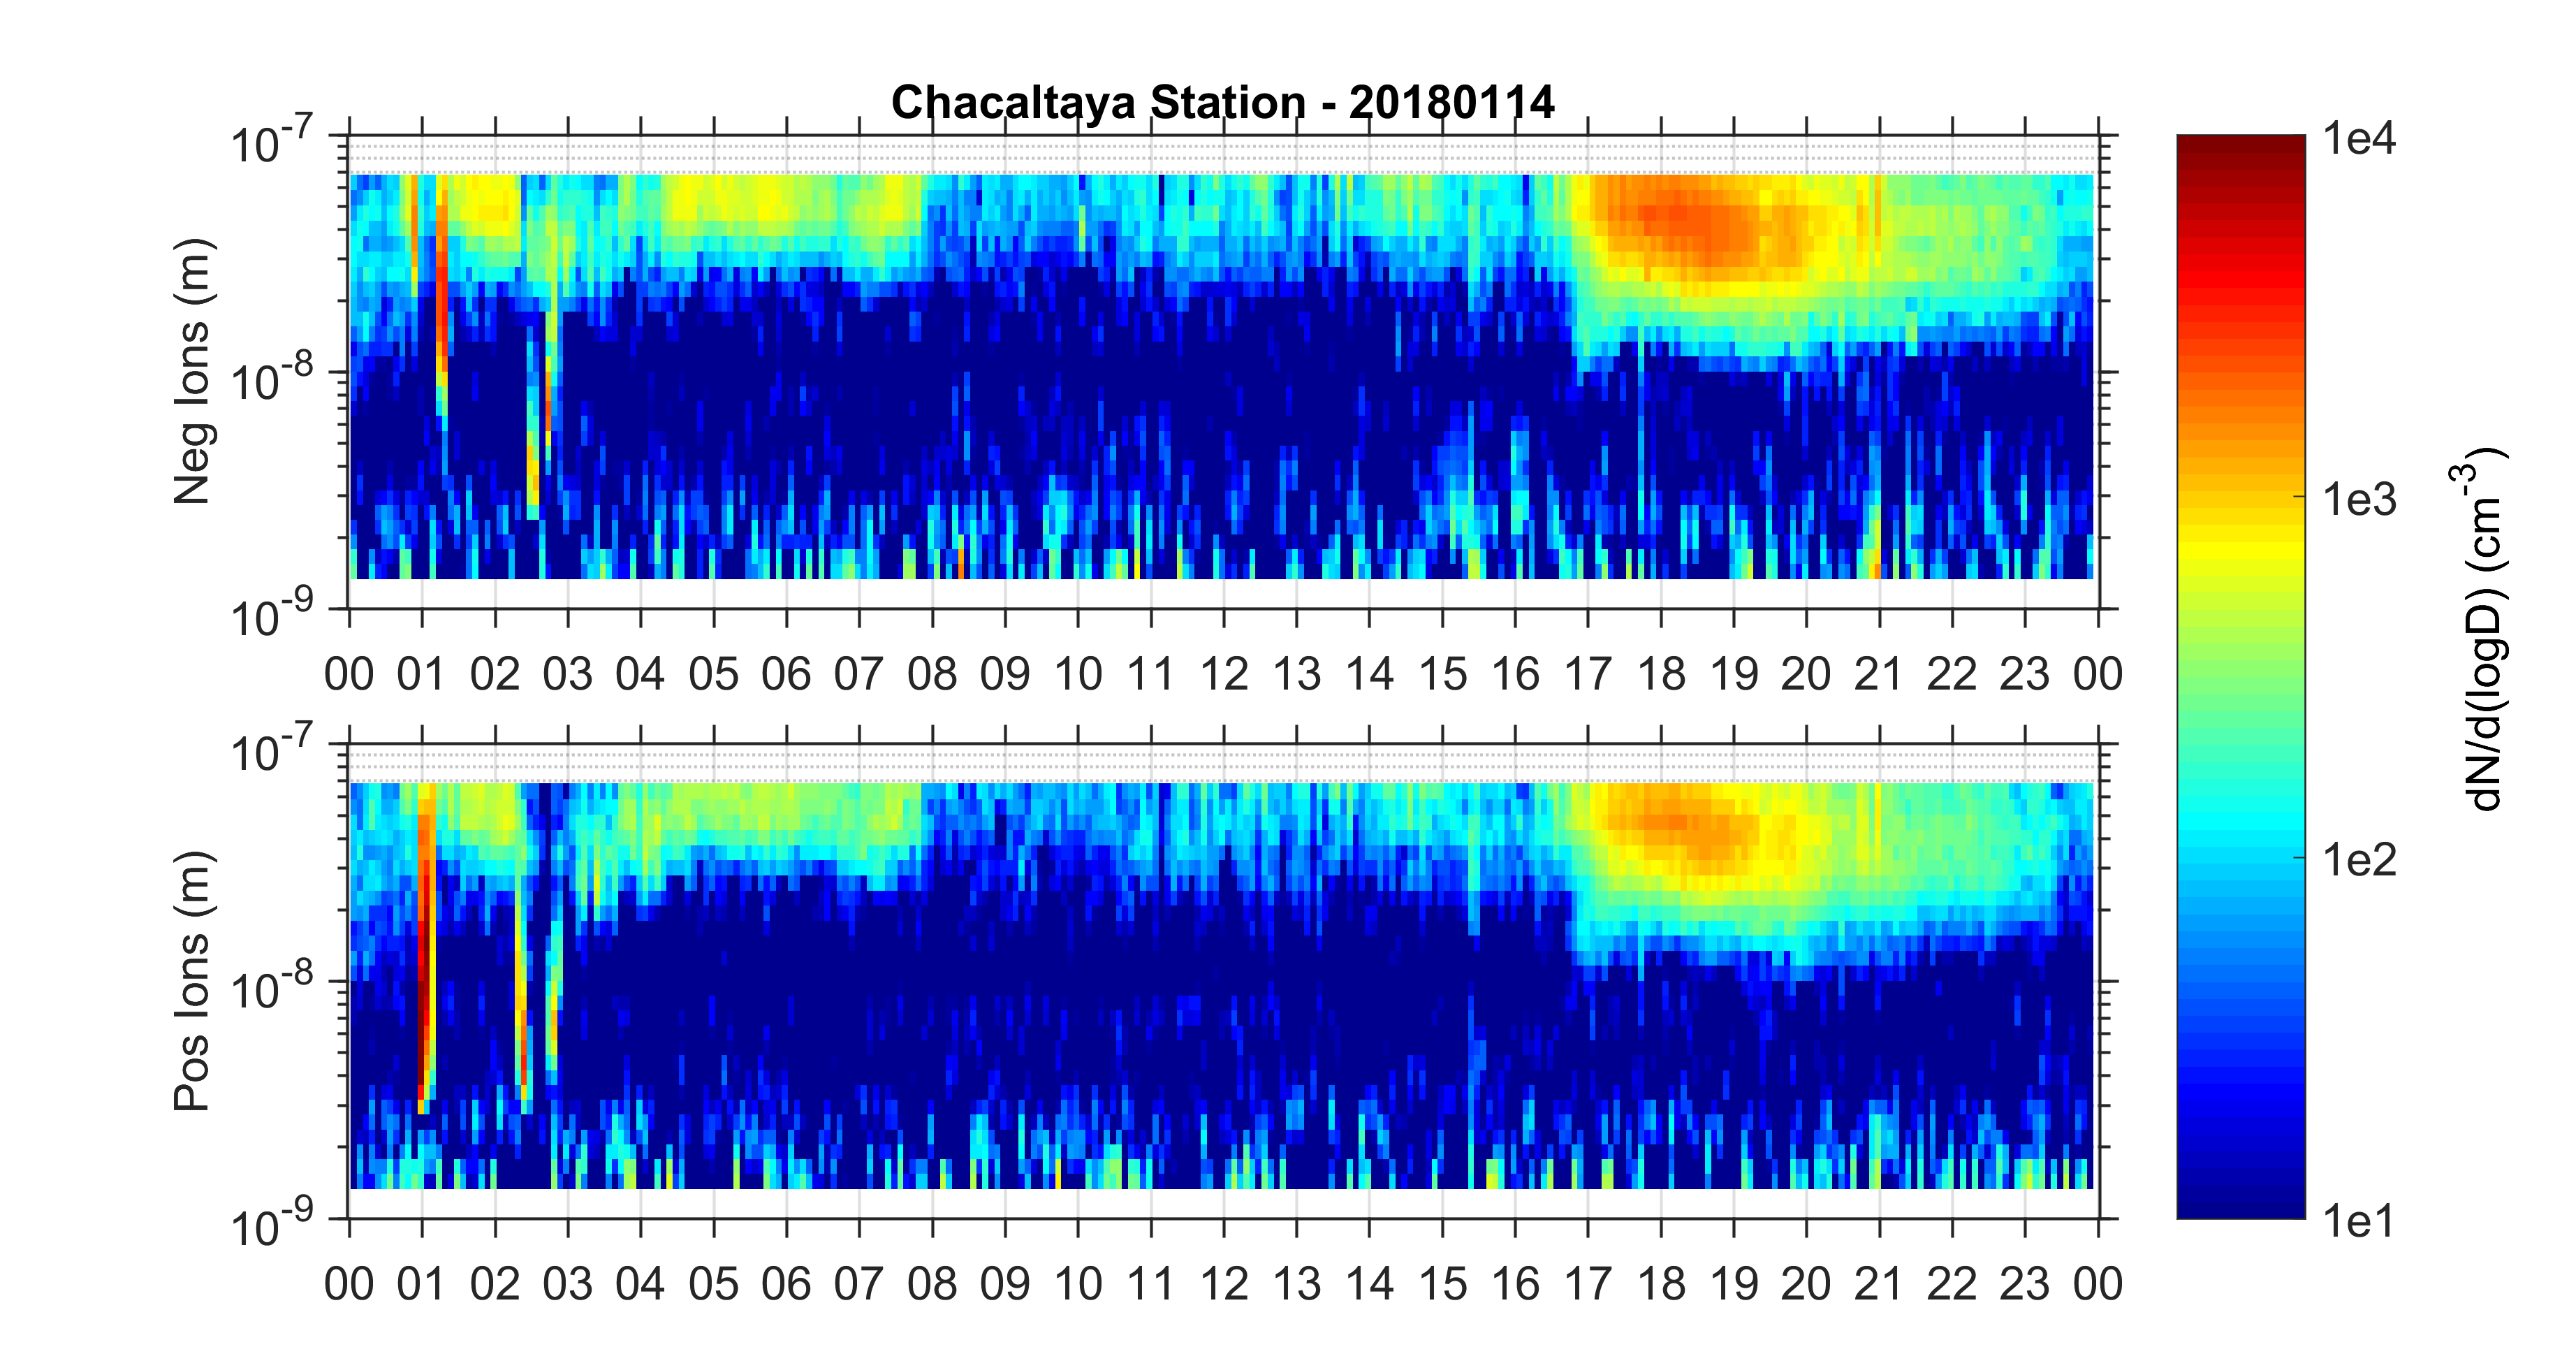 Chacaltaya Station - 20180114
10^-7
10^-8
10^-9
Neg Ions (m)
00 01 02 03 04 05 06 07 08 09 10 11 12 13 14 15 16 17 18 19 20 21 22 23 00
10^-7
10^-8
10^-9
Pos Ions (m)
00 01 02 03 04 05 06 07 08 09 10 11 12 13 14 15 16 17 18 19 20 21 22 23 00
1e4
1e3
1e2
1e1
dN/d(logD) (cm^-3)